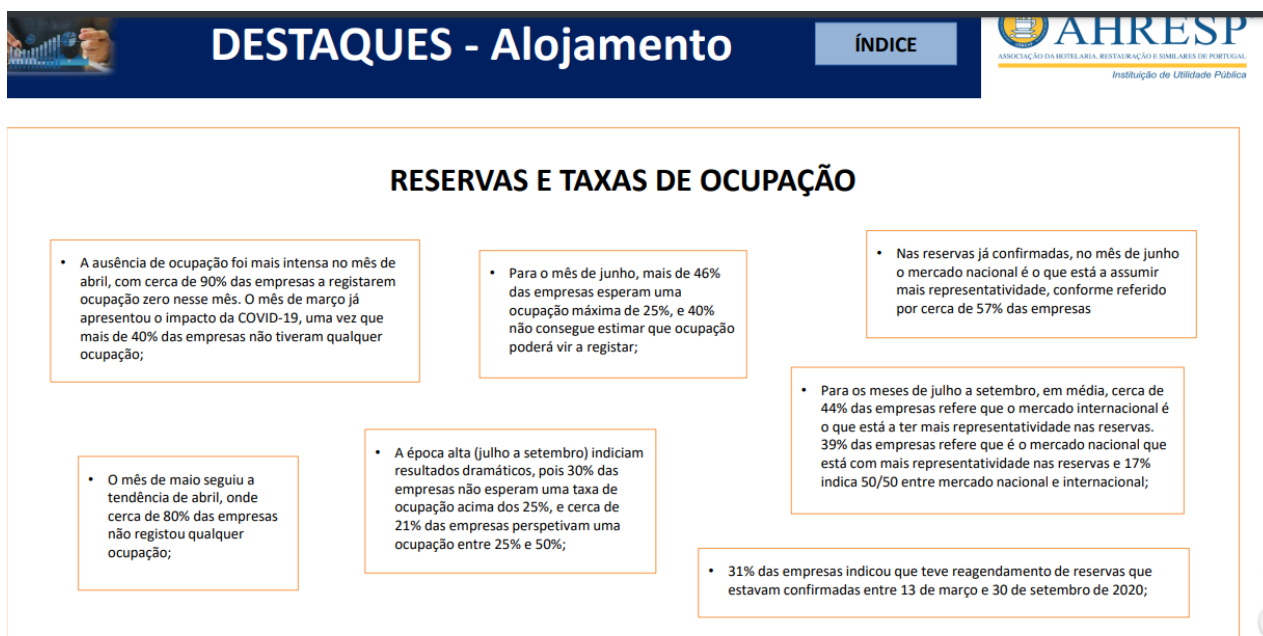 DESTAQUES - Alojamento
ÍNDICE
AHRESP
ASSOCIAÇÃO DA HOTELARIA, RESTAURAÇÃO E SIMILARES DE PORTUGAL
Instituição de Utilidade Pública
RESERVAS E TAXAS DE OCUPAÇÃO
• A ausência de ocupação foi mais intensa no mês de
abril, com cerca de 90% das empresas a registarem
ocupação zero nesse mês. O mês de março já
apresentou o impacto da COVID-19, uma vez que
mais de 40% das empresas não tiveram qualquer
ocupação;
• Para o mês de junho, mais de 46%
das empresas esperam uma
ocupação máxima de 25%, e 40%
não consegue estimar que ocupação
poderá vir a registar;
• Nas reservas já confirmadas, no mês de junho
o mercado nacional é o que está a assumir
mais representatividade, conforme referido
por cerca de 57% das empresas
• O mês de maio seguiu a
tendência de abril, onde
cerca de 80% das empresas
não registou qualquer
ocupação;
• A época alta (julho a setembro) indiciam
resultados dramáticos, pois 30% das
empresas não esperam uma taxa de
ocupação acima dos 25%, e cerca de
21% das empresas perspetivam uma
ocupação entre 25% e 50%;
• Para os meses de julho a setembro, em média, cerca de
44% das empresas refere que o mercado internacional é
o que está a ter mais representatividade nas reservas.
39% das empresas refere que é o mercado nacional que
está com mais representatividade nas reservas e 17%
indica 50/50 entre mercado nacional e internacional;
• 31% das empresas indicou que teve reagendamento de reservas que
estavam confirmadas entre 13 de março e 30 de setembro de 2020;